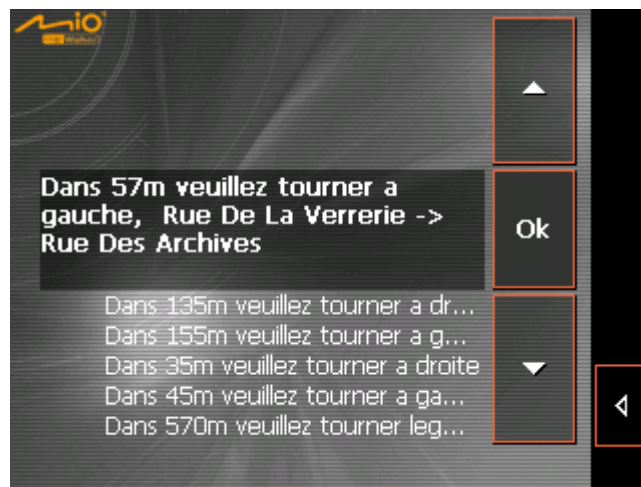 Mio
Dans 57m veuillez tourner a
gauche, Rue De La Verrerie ->
Rue Des Archives
Ok
Dans 135m veuillez tourner a dr...
Dans 155m veuillez tourner a g...
Dans 35m veuillez tourner a droite
Dans 45m veuillez tourner a ga...
Dans 570m veuillez tourner leg...